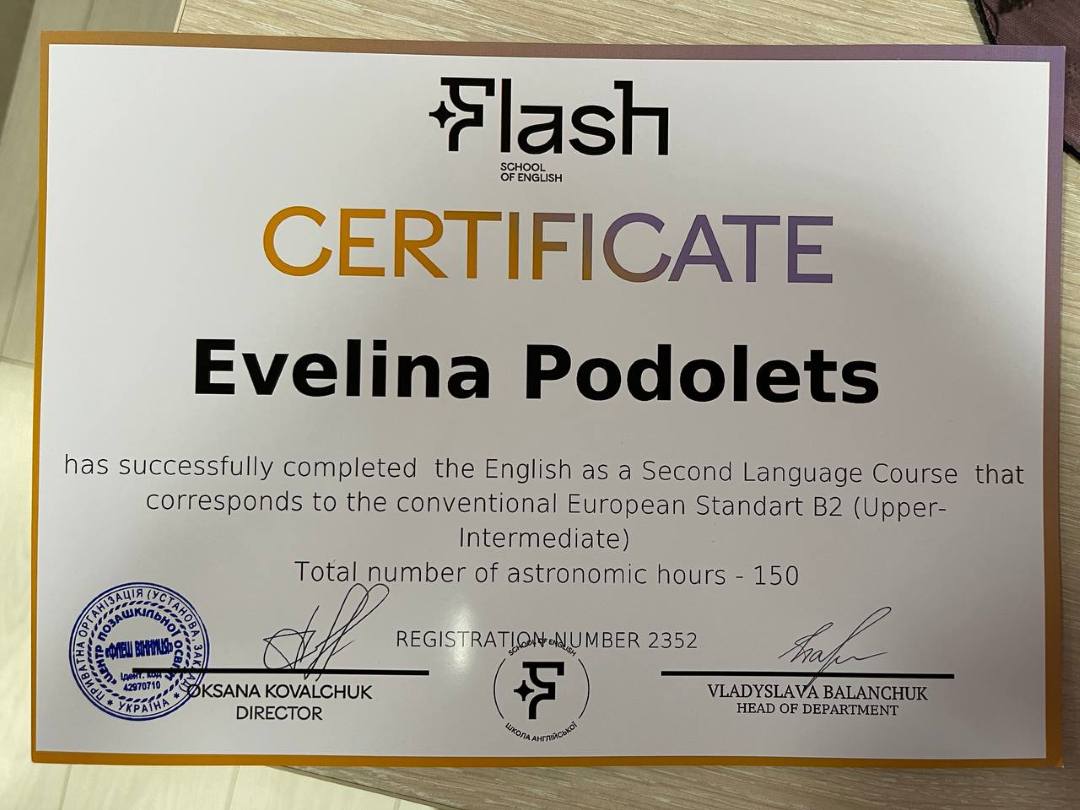 Flash
SCHOOL
OF ENGLISH
CERTIFICATE
Evelina Podolets
has successfully completed the English as a Second Language Course that
corresponds to the conventional European Standart B2 (Upper-
Intermediate)
Total number of astronomic hours - 150
REGISTRATION NUMBER 2352
ПРИВАТНА ОРГАНІЗАЦІЯ (УСТАНОВА, ЗАКЛАД)
ЦЕНТР ПОЗАШКІЛЬНОЇ ОСВІТИ
«ФЛЕШ ВІННИЦЯ»
Ідент. код
42970710
* УКРАЇНА *
OKSANA KOVALCHUK
DIRECTOR
SCHOOL OF ENGLISH
ШКОЛА АНГЛІЙСЬКОЇ
VLADYSLAVA BALANCHUK
HEAD OF DEPARTMENT